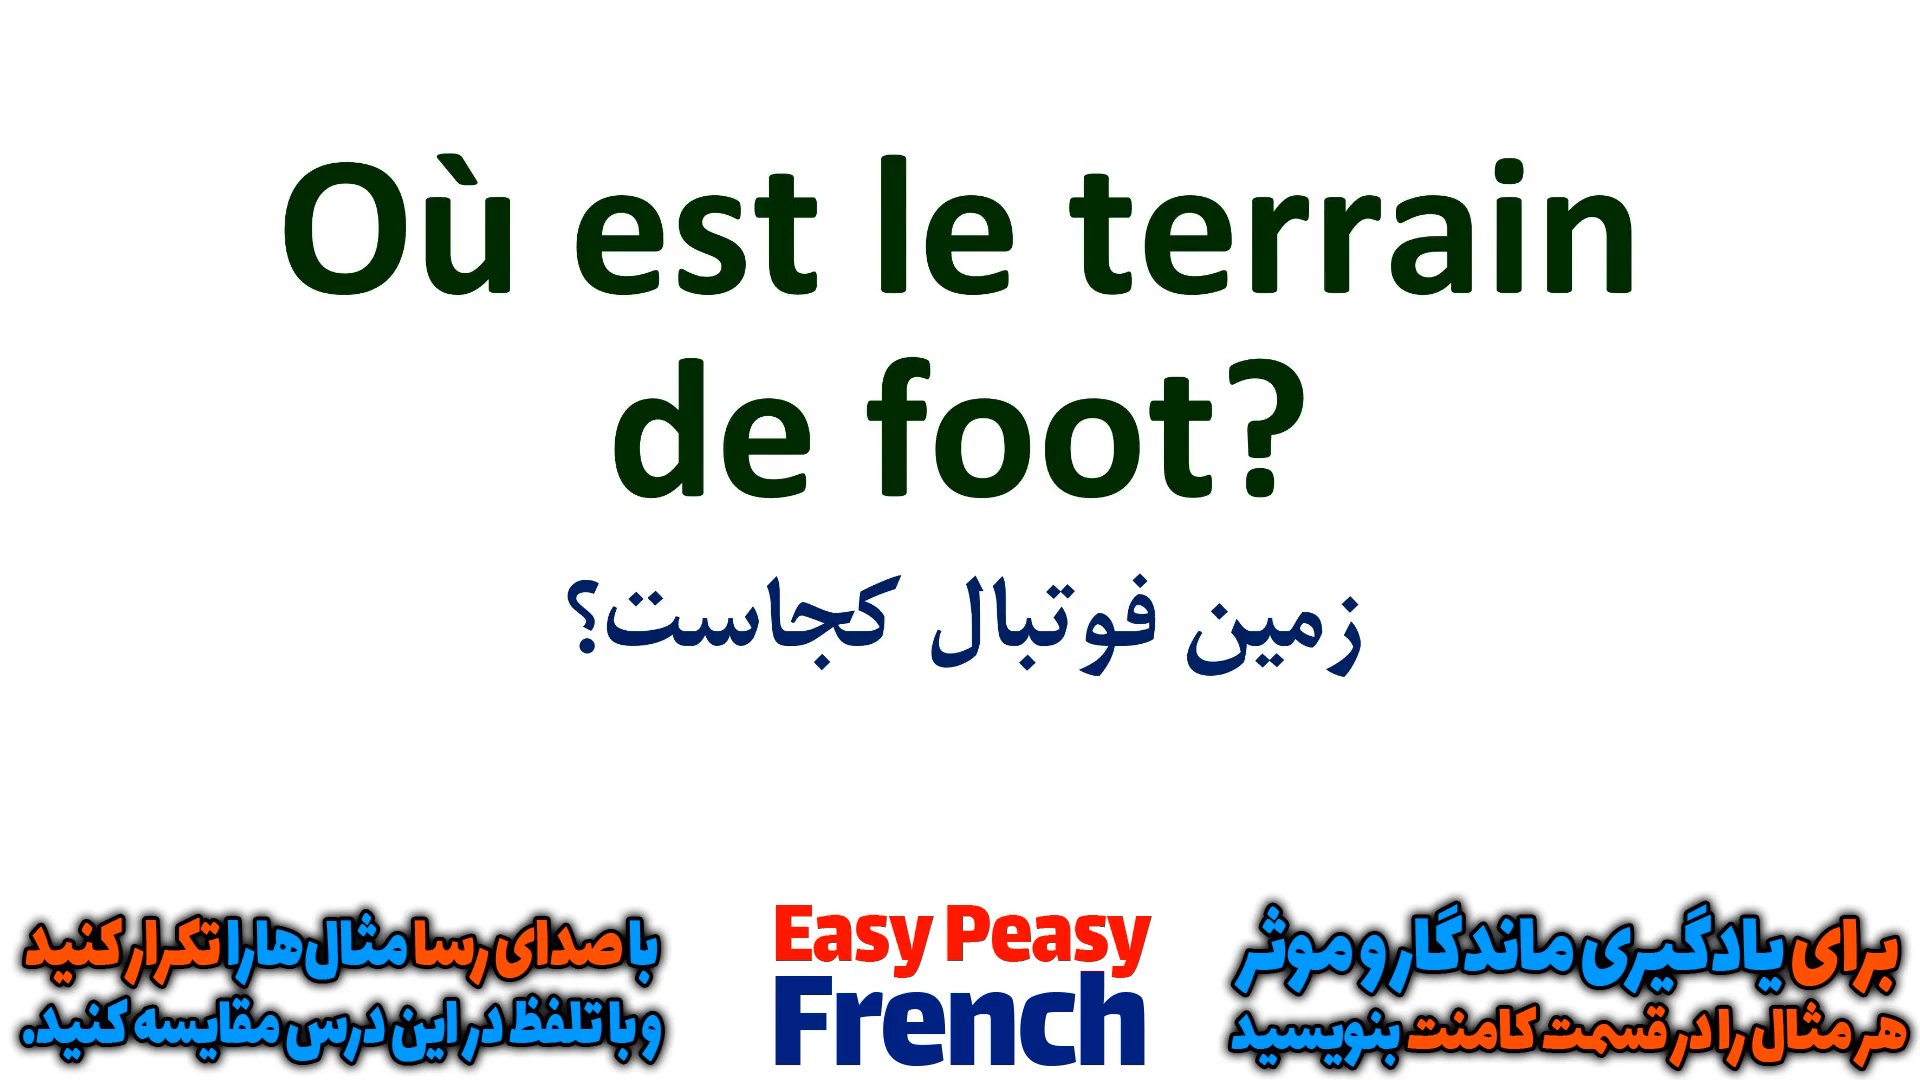 Où est le terrain
de foot?
زمین فوتبال کجاست؟
برای یادگیری ماندگار و موثر
هر مثال را در قسمت کامنت بنویسید
Easy Peasy
French
با صدای رسا مثال‌ها را تکرار کنید
و با تلفظ در این درس مقایسه کنید.